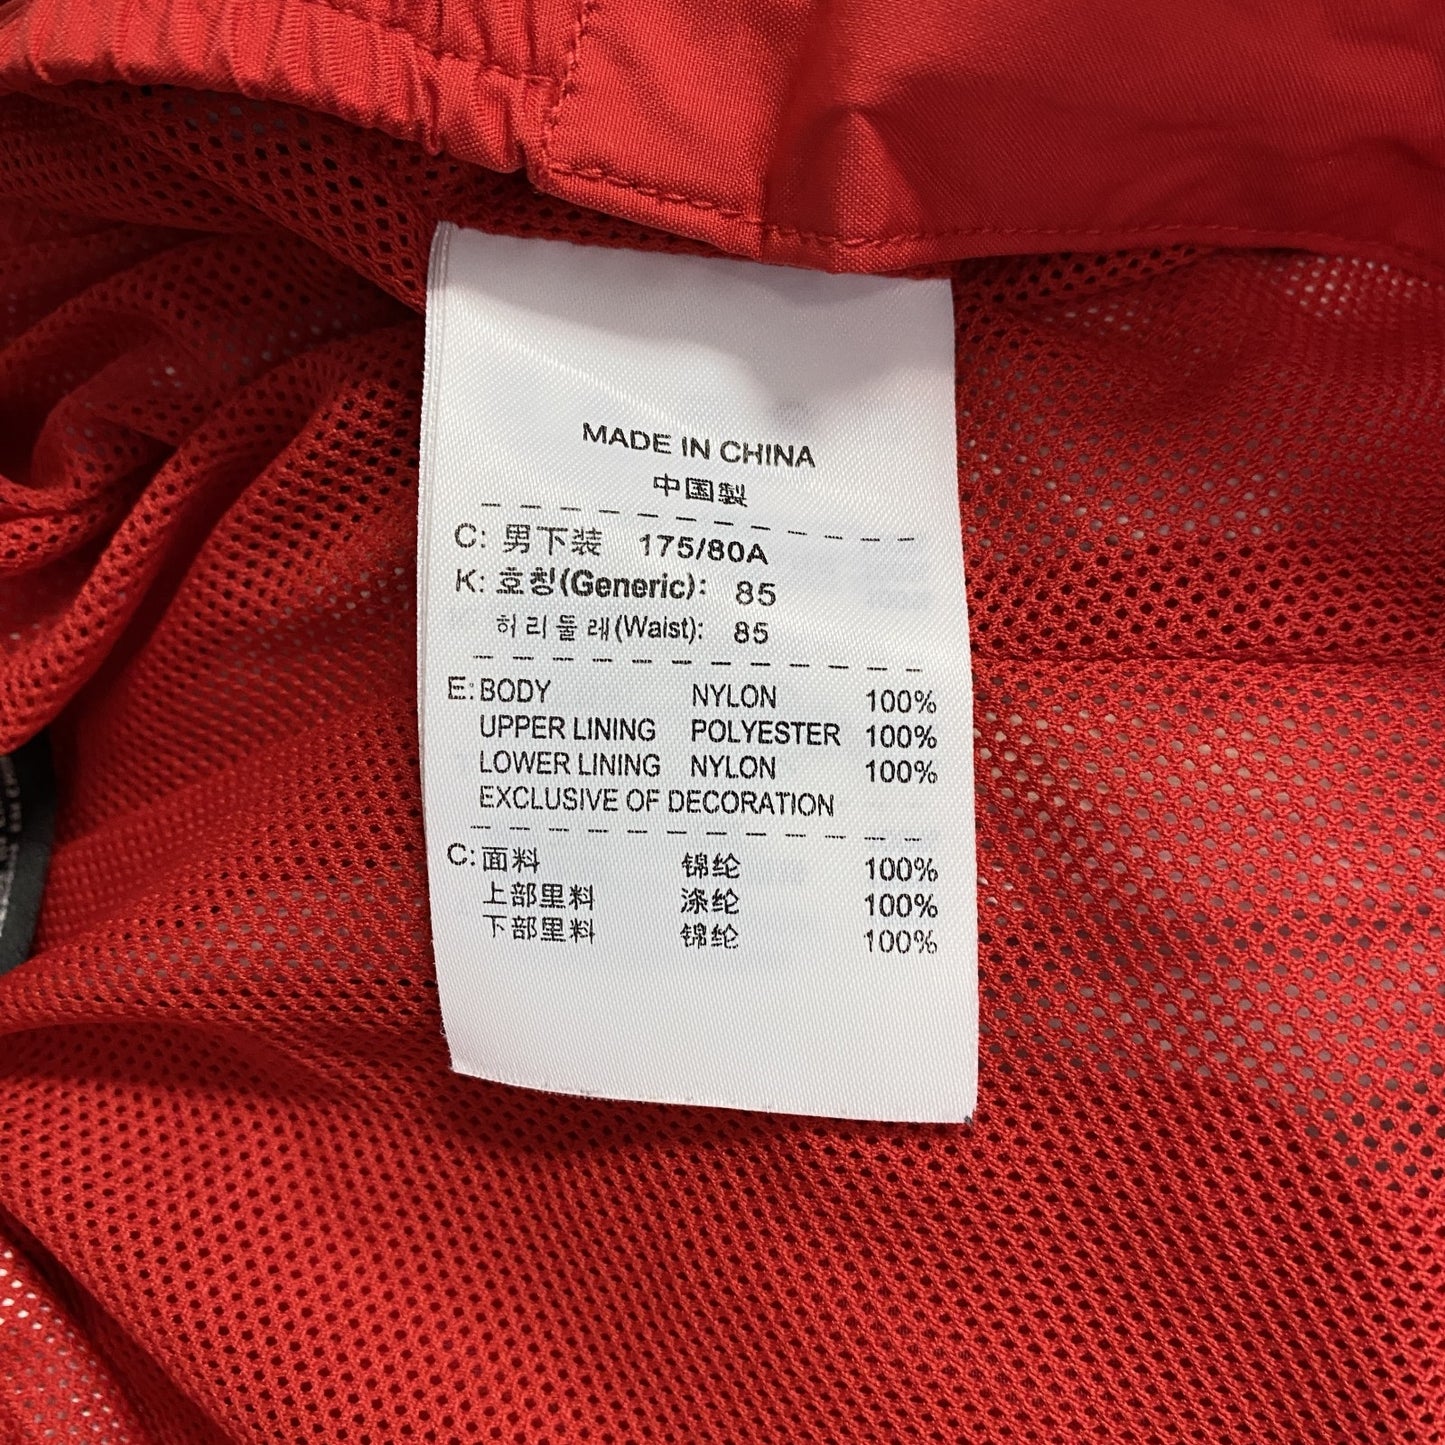 MADE IN CHINA
中国製
C: 男下装 175/80A
K: 호칭(Generic): 85
허리둘레(Waist): 85
E: BODY NYLON 100%
UPPER LINING POLYESTER 100%
LOWER LINING NYLON 100%
EXCLUSIVE OF DECORATION
C: 面料 锦纶 100%
上部里料 涤纶 100%
下部里料 锦纶 100%